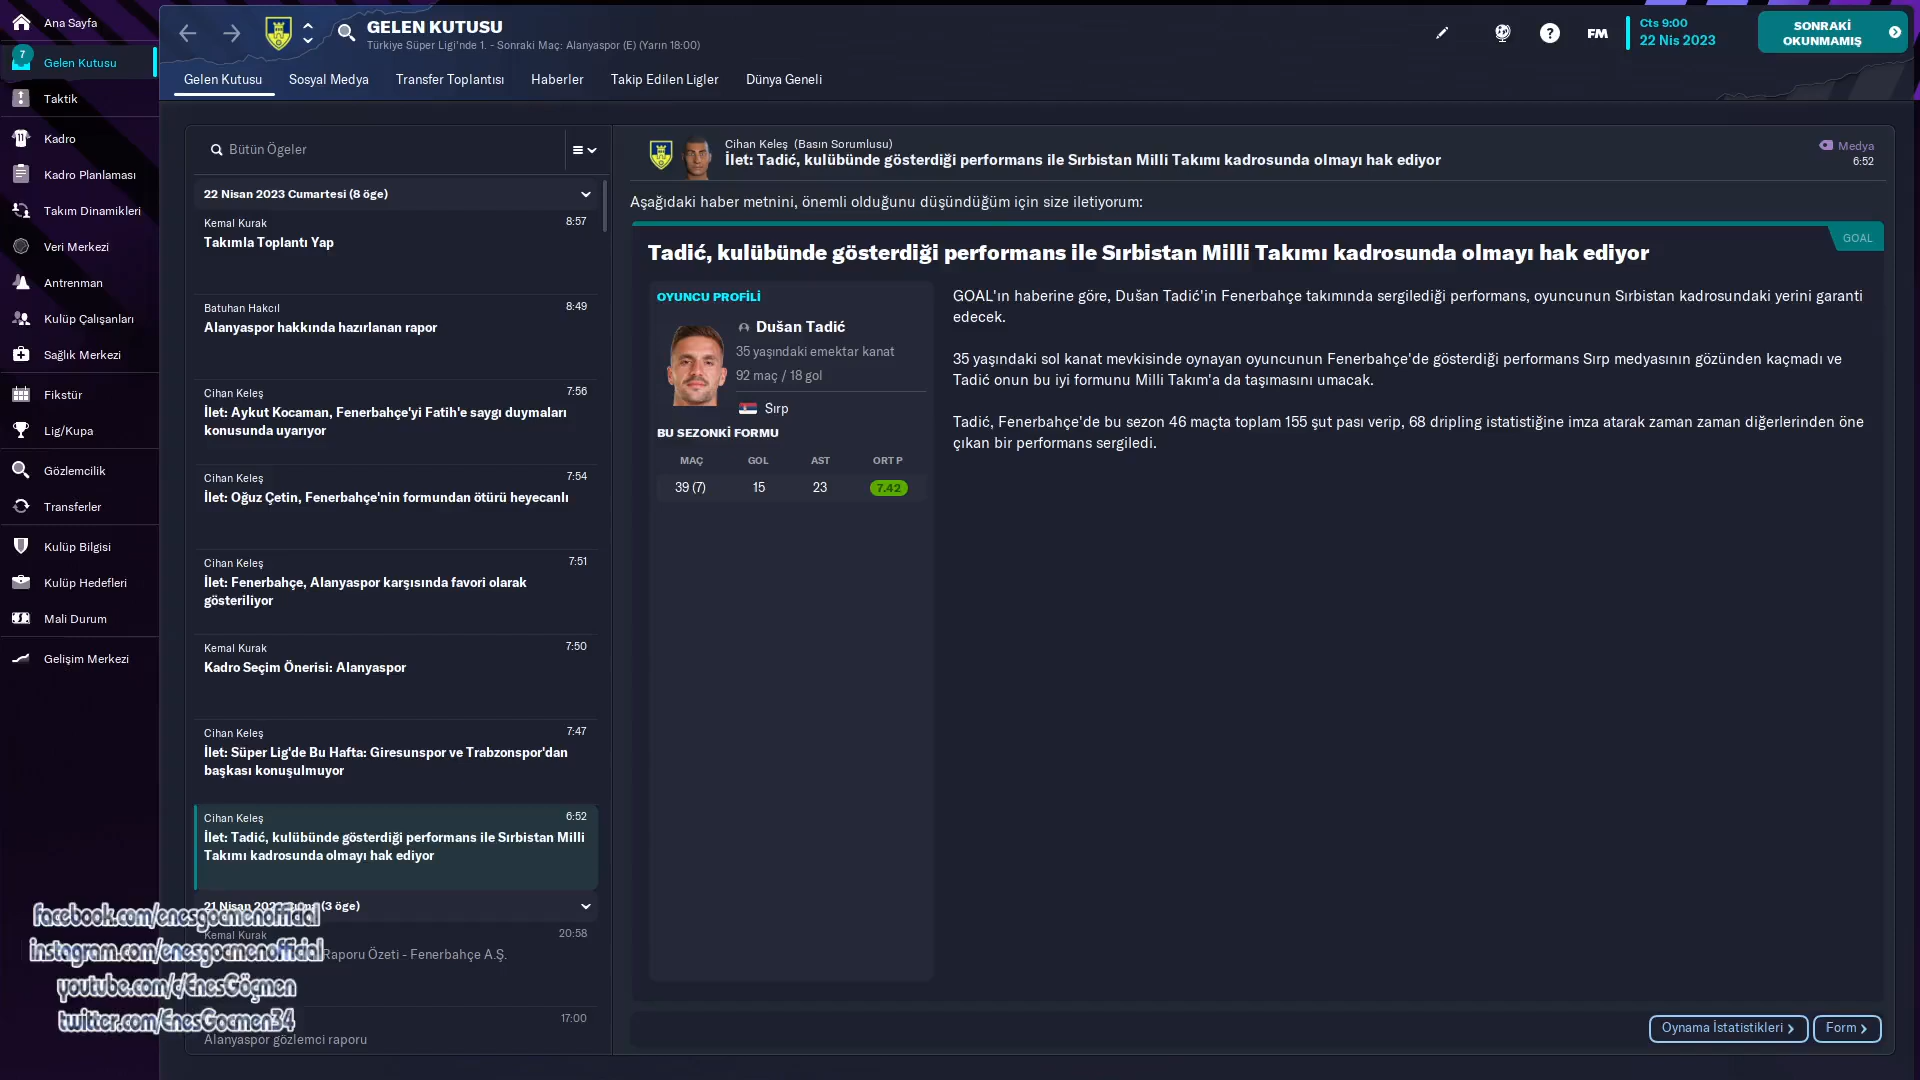 Ana Sayfa
7
Gelen Kutusu
Taktik
Kadro
Kadro Planlaması
Takım Dinamikleri
Veri Merkezi
Antrenman
Kulüp Çalışanları
Sağlık Merkezi
Fikstür
Lig/Kupa
Gözlemcilik
Transferler
Kulüp Bilgisi
Kulüp Hedefleri
Mali Durum
Gelişim Merkezi
GELEN KUTUSU
Türkiye Süper Ligi'nde 1. - Sonraki Maç: Alanyaspor (E) (Yarın 18:00)
FM
Cts 9:00
22 Nis 2023
SONRAKİ
OKUNMAMIŞ
Gelen Kutusu
Sosyal Medya
Transfer Toplantısı
Haberler
Takip Edilen Ligler
Dünya Geneli
Bütün Ögeler
22 Nisan 2023 Cumartesi (8 öge)
Kemal Kurak 8:57
Takımla Toplantı Yap
Batuhan Hakcıl 8:49
Alanyaspor hakkında hazırlanan rapor
Cihan Keleş 7:56
İlet: Aykut Kocaman, Fenerbahçe'yi Fatih'e saygı duymaları
konusunda uyarıyor
Cihan Keleş 7:54
İlet: Oğuz Çetin, Fenerbahçe'nin formundan ötürü heyecanlı
Cihan Keleş 7:51
İlet: Fenerbahçe, Alanyaspor karşısında favori olarak
gösteriliyor
Kemal Kurak 7:50
Kadro Seçim Önerisi: Alanyaspor
Cihan Keleş 7:47
İlet: Süper Lig'de Bu Hafta: Giresunspor ve Trabzonspor'dan
başkası konuşulmuyor
Cihan Keleş 6:52
İlet: Tadić, kulübünde gösterdiği performans ile Sırbistan Milli
Takımı kadrosunda olmayı hak ediyor
21 Nisan (3 öge)
Kemal Kurak 20:58
Raporu Özeti - Fenerbahçe A.Ş.
17:00
Alanyaspor gözlemci raporu
facebook.com/enesgocmenofficial
instagram.com/enesgocmenofficial
youtube.com/c/EnesGöçmen
twitter.com/EnesGocmen34
Cihan Keleş (Basın Sorumlusu)
İlet: Tadić, kulübünde gösterdiği performans ile Sırbistan Milli Takımı kadrosunda olmayı hak ediyor
Medya
6:52
Aşağıdaki haber metnini, önemli olduğunu düşündüğüm için size iletiyorum:
GOAL
Tadić, kulübünde gösterdiği performans ile Sırbistan Milli Takımı kadrosunda olmayı hak ediyor
OYUNCU PROFİLİ
Dušan Tadić
35 yaşındaki emektar kanat
92 maç / 18 gol
Sırp
BU SEZONKİ FORMU
MAÇ GOL AST ORT P
39 (7) 15 23 7.42
GOAL'ın haberine göre, Dušan Tadić'in Fenerbahçe takımında sergilediği performans, oyuncunun Sırbistan kadrosundaki yerini garanti
edecek.
35 yaşındaki sol kanat mevkisinde oynayan oyuncunun Fenerbahçe'de gösterdiği performans Sırp medyasının gözünden kaçmadı ve
Tadić onun bu iyi formunu Milli Takım'a da taşımasını umacak.
Tadić, Fenerbahçe'de bu sezon 46 maçta toplam 155 şut pası verip, 68 dripling istatistiğine imza atarak zaman zaman diğerlerinden öne
çıkan bir performans sergiledi.
Oynama İstatistikleri
Form